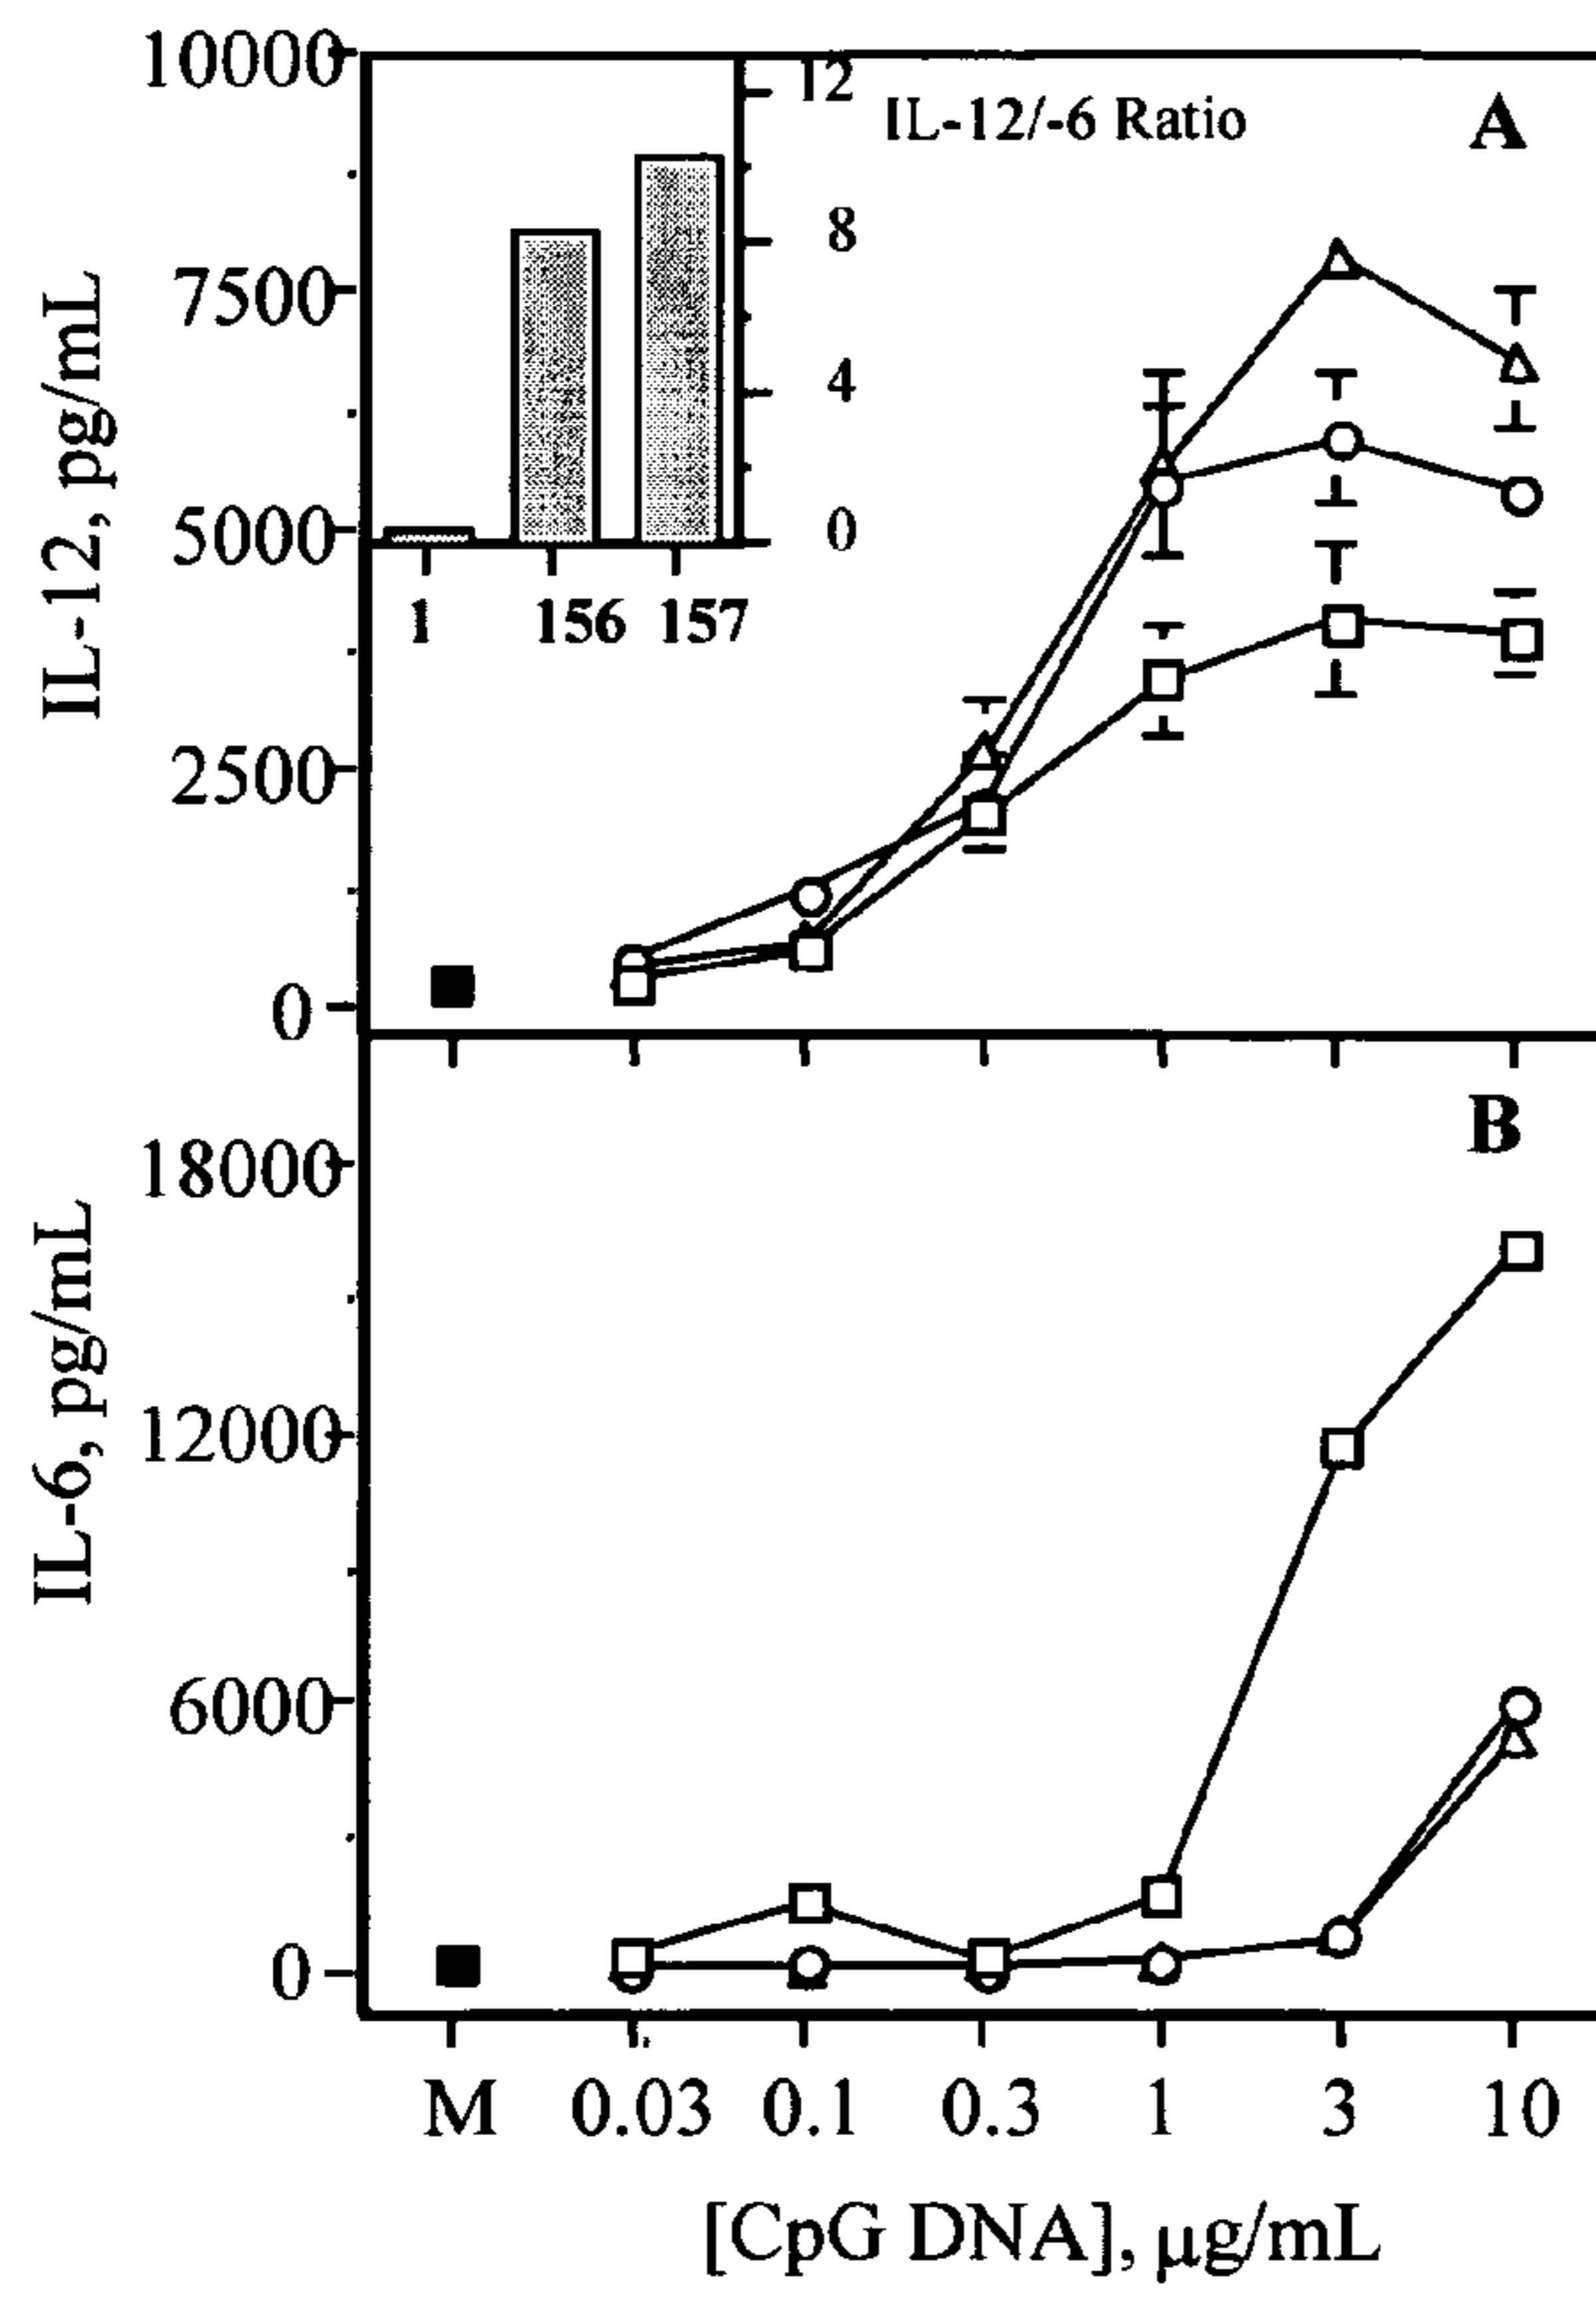 10000
7500
5000
2500
0
IL-12, pg/mL
12
8
4
0
IL-12/-6 Ratio
A
1 156 157
18000
12000
6000
0
IL-6, pg/mL
B
M 0.03 0.1 0.3 1 3 10
[CpG DNA], μg/mL